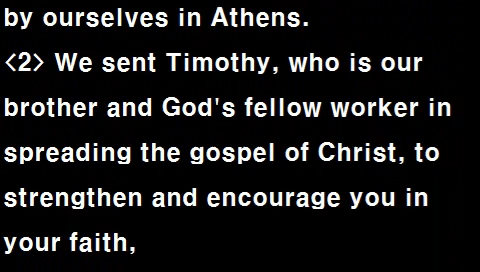 by ourselves in Athens.
<2> We sent Timothy, who is our
brother and God's fellow worker in
spreading the gospel of Christ, to
strengthen and encourage you in
your faith,